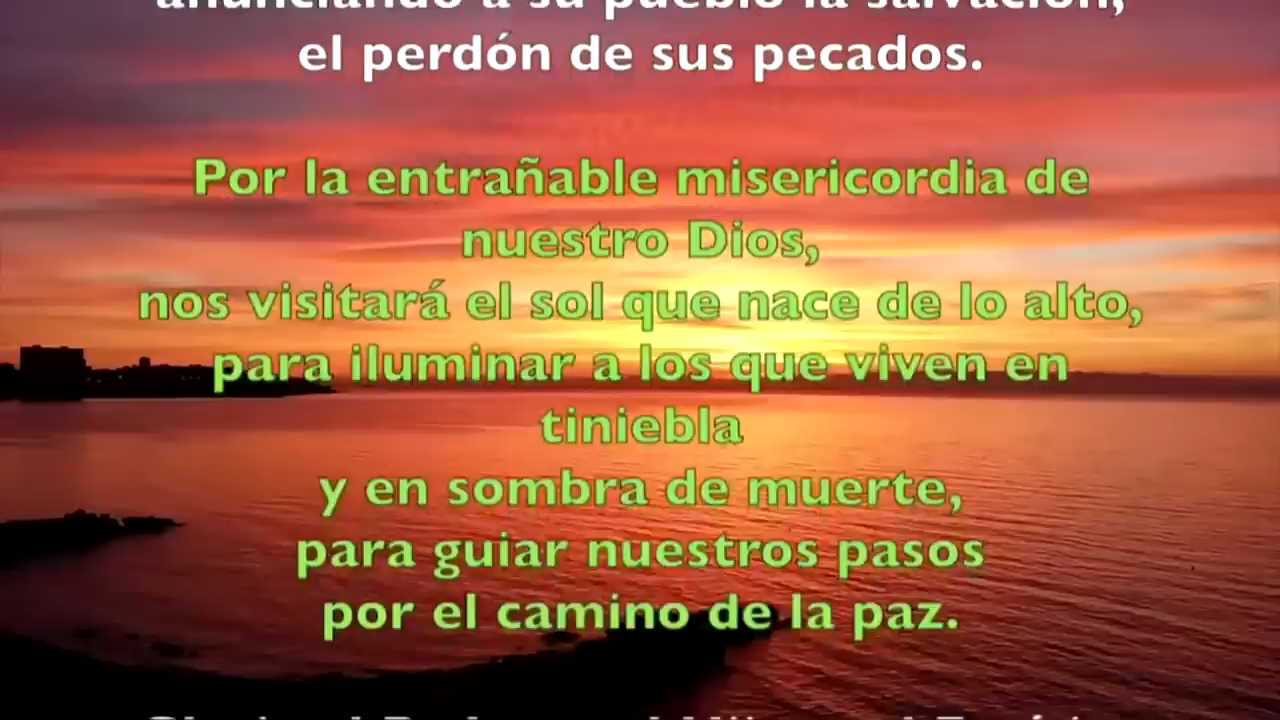 anunciando a su pueblo la salvación,
el perdón de sus pecados.
Por la entrañable misericordia de
nuestro Dios,
nos visitará el sol que nace de lo alto,
para iluminar a los que viven en
tiniebla
y en sombra de muerte,
para guiar nuestros pasos
por el camino de la paz.